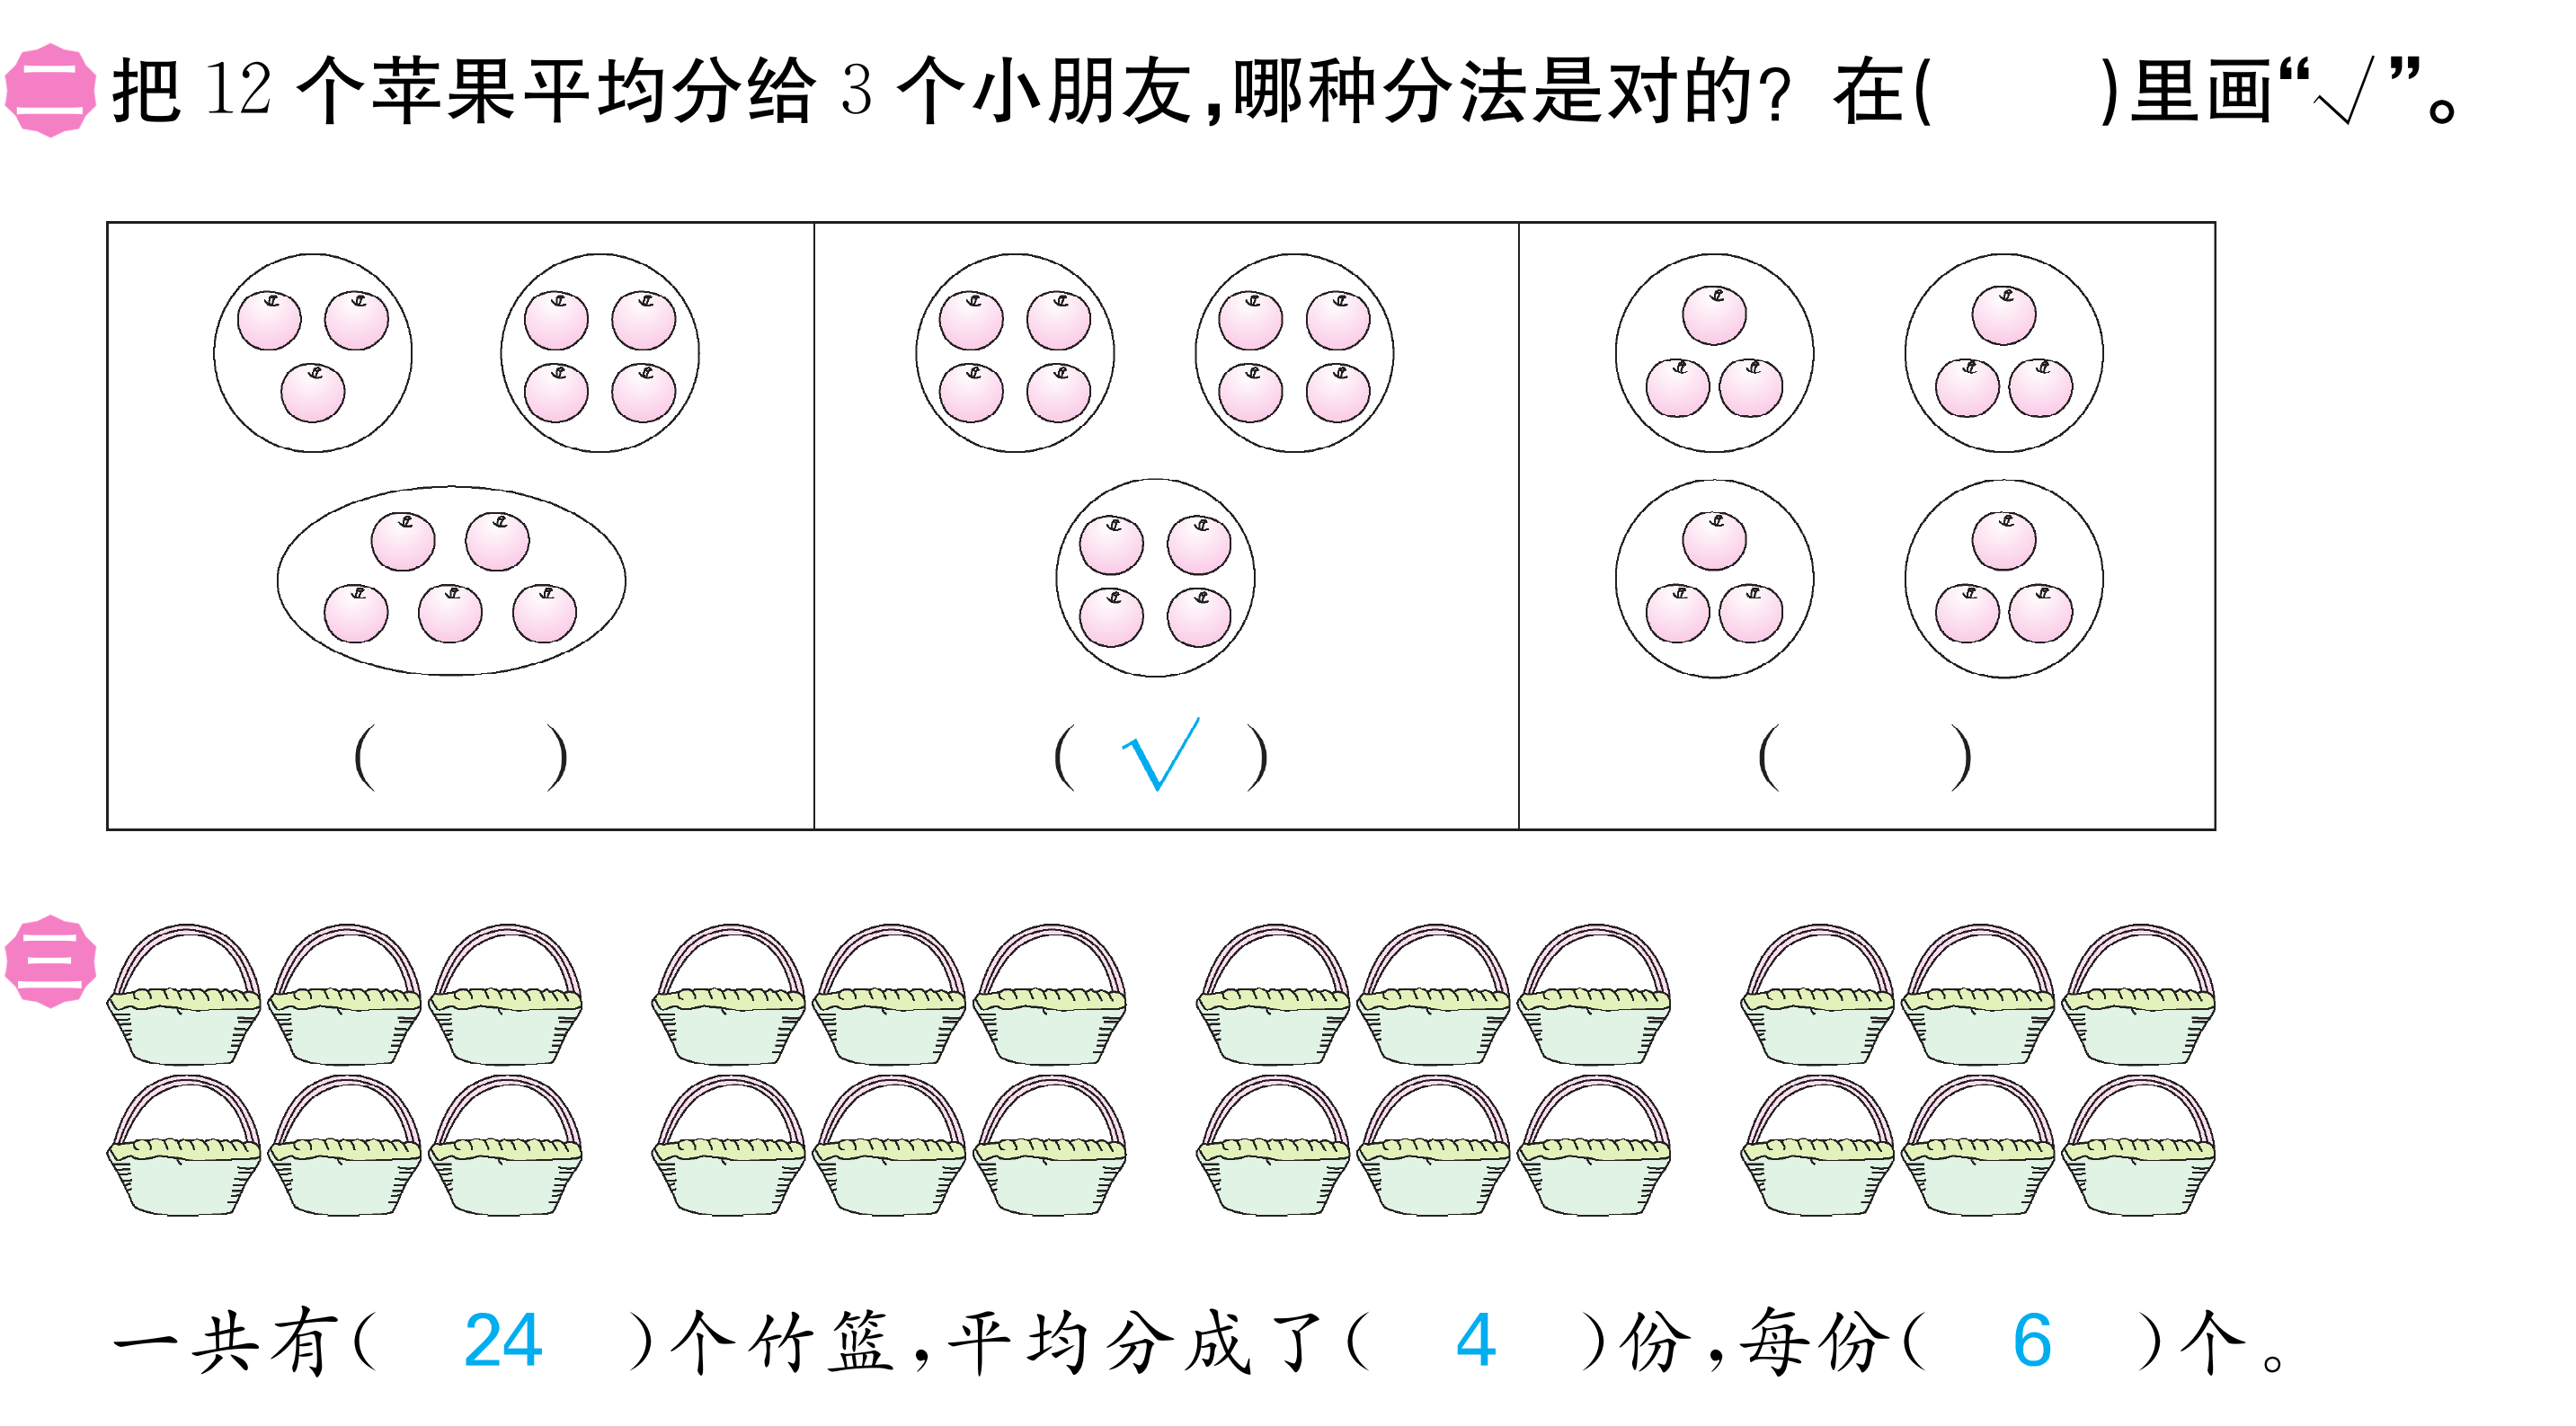 二 把 12 个苹果平均分给 3 个小朋友,哪种分法是对的? 在(　　)里画“√”。
(　　) (　√　) (　　)
三
一共有(　24　)个竹篮,平均分成了(　4　)份,每份(　6　)个。